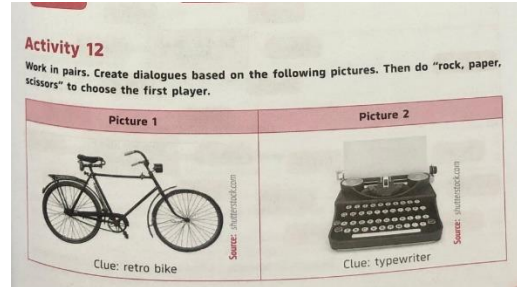 Activity 12
Work in pairs. Create dialogues based on the following pictures. Then do “rock, paper,
scissors” to choose the first player.
Picture 1
Picture 2
Source: shutterstock.com
Source: shutterstock.com
Clue: retro bike
Clue: typewriter